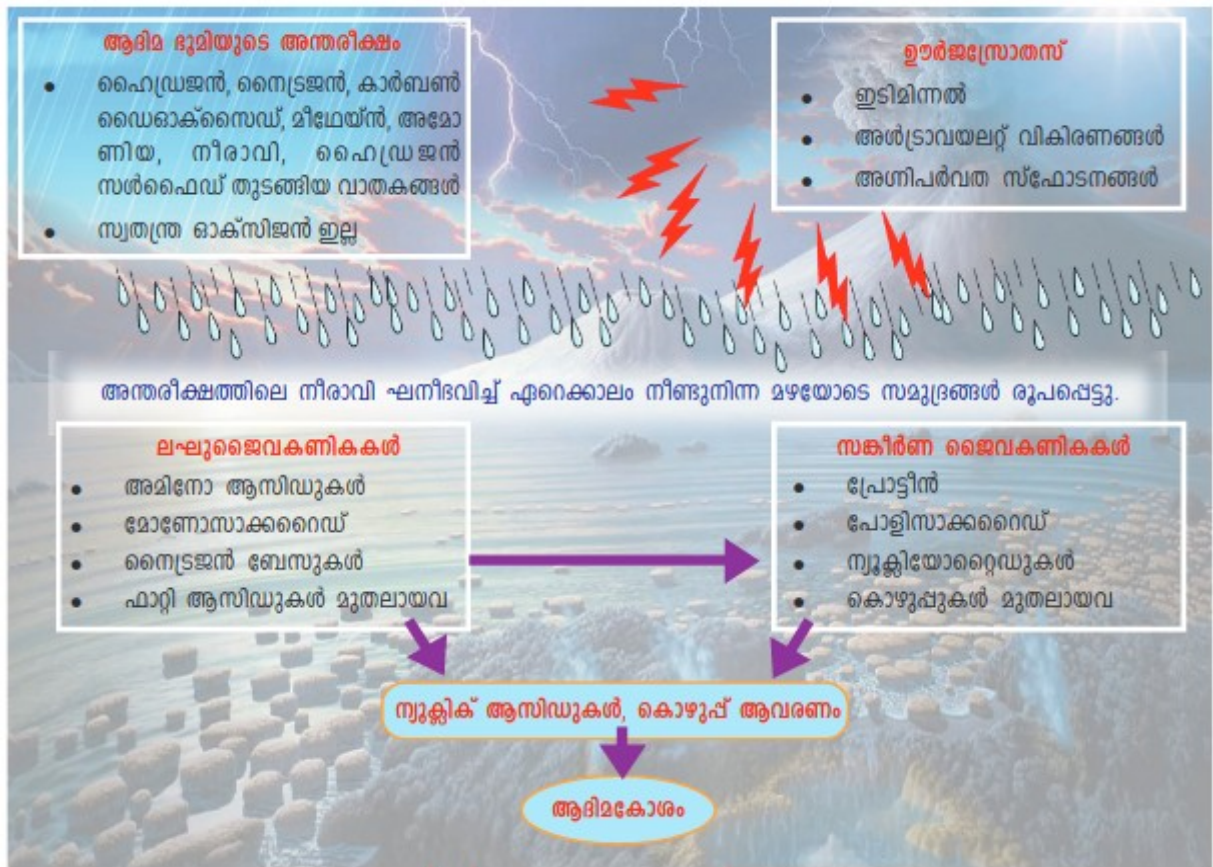 ആദിമ ഭൂമിയുടെ അന്തരീക്ഷം
• ഹൈഡ്രജൻ, നൈട്രജൻ, കാർബൺ
ഡൈഓക്സൈഡ്, മീഥേയ്ൻ, അമോ
ണിയ, നീരാവി, ഹൈഡ്രജൻ
സൾഫൈഡ് തുടങ്ങിയ വാതകങ്ങൾ
• സ്വതന്ത്ര ഓക്സിജൻ ഇല്ല
ഊർജസ്രോതസ്
• ഇടിമിന്നൽ
• അൾട്രാവയലറ്റ് വികിരണങ്ങൾ
• അഗ്നിപർവത സ്ഫോടനങ്ങൾ
അന്തരീക്ഷത്തിലെ നീരാവി ഘനീഭവിച്ച് ഏറെക്കാലം നീണ്ടുനിന്ന മഴയോടെ സമുദ്രങ്ങൾ രൂപപ്പെട്ടു.
ലഘുജൈവകണികകൾ
• അമിനോ ആസിഡുകൾ
• മോണോസാക്കറൈഡ്
• നൈട്രജൻ ബേസുകൾ
• ഫാറ്റി ആസിഡുകൾ മുതലായവ
സങ്കീർണ ജൈവകണികകൾ
• പ്രോട്ടീൻ
• പോളിസാക്കറൈഡ്
• ന്യൂക്ലിയോറ്റൈഡുകൾ
• കൊഴുപ്പുകൾ മുതലായവ
ന്യൂക്ലിക് ആസിഡുകൾ, കൊഴുപ്പ് ആവരണം
ആദിമകോശം